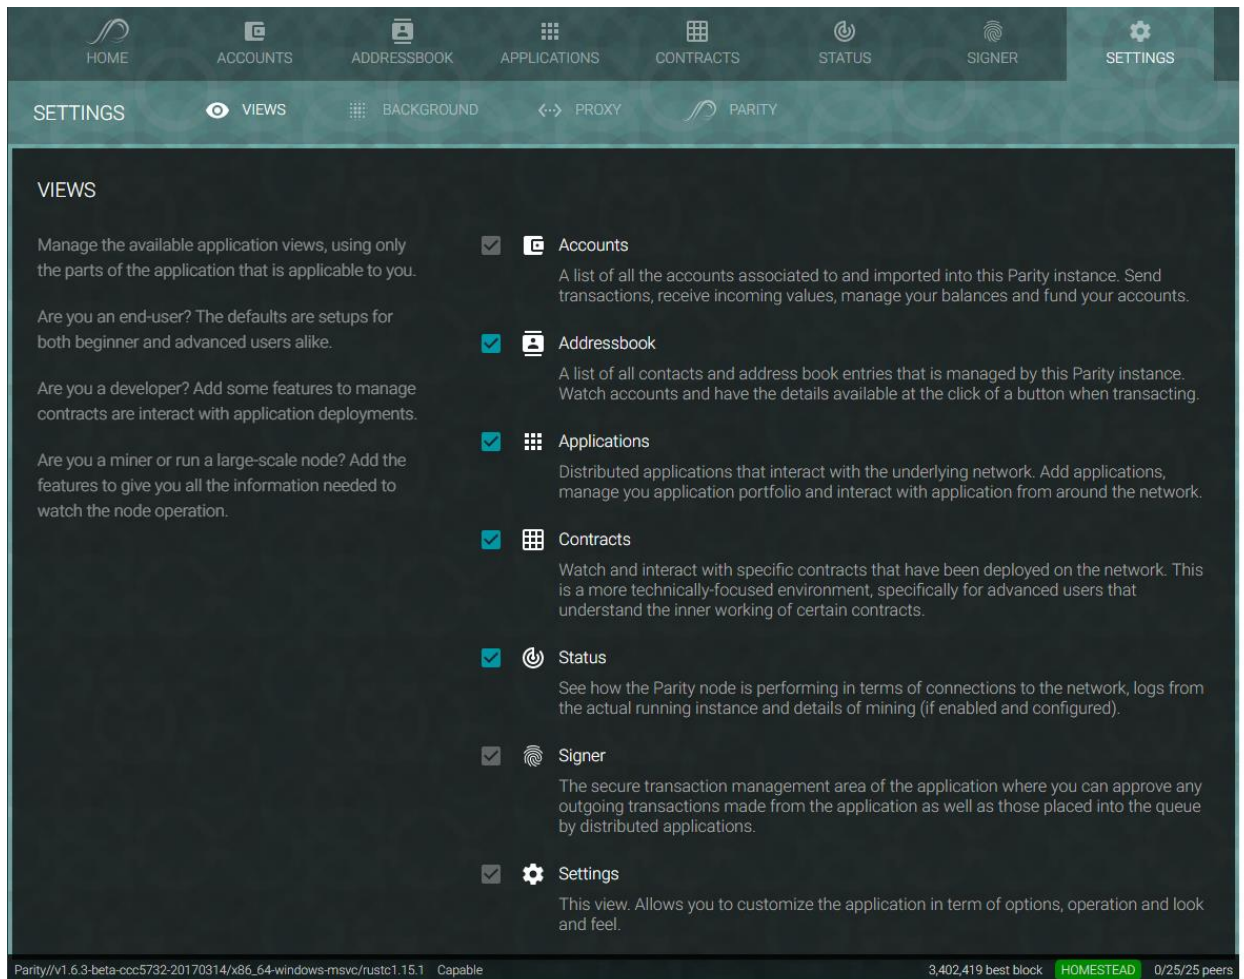 HOME
ACCOUNTS
ADDRESSBOOK
APPLICATIONS
CONTRACTS
STATUS
SIGNER
SETTINGS
SETTINGS
VIEWS
BACKGROUND
PROXY
PARITY
VIEWS
Manage the available application views, using only
the parts of the application that is applicable to you.
Are you an end-user? The defaults are setups for
both beginner and advanced users alike.
Are you a developer? Add some features to manage
contracts are interact with application deployments.
Are you a miner or run a large-scale node? Add the
features to give you all the information needed to
watch the node operation.
Accounts
A list of all the accounts associated to and imported into this Parity instance. Send
transactions, receive incoming values, manage your balances and fund your accounts.
Addressbook
A list of all contacts and address book entries that is managed by this Parity instance.
Watch accounts and have the details available at the click of a button when transacting.
Applications
Distributed applications that interact with the underlying network. Add applications,
manage you application portfolio and interact with application from around the network.
Contracts
Watch and interact with specific contracts that have been deployed on the network. This
is a more technically-focused environment, specifically for advanced users that
understand the inner working of certain contracts.
Status
See how the Parity node is performing in terms of connections to the network, logs from
the actual running instance and details of mining (if enabled and configured).
Signer
The secure transaction management area of the application where you can approve any
outgoing transactions made from the application as well as those placed into the queue
by distributed applications.
Settings
This view. Allows you to customize the application in term of options, operation and look
and feel.
Parity//v1.6.3-beta-ccc5732-20170314/x86_64-windows-msvc/rustc1.15.1 Capable
3,402,419 best block HOMESTEAD 0/25/25 peers